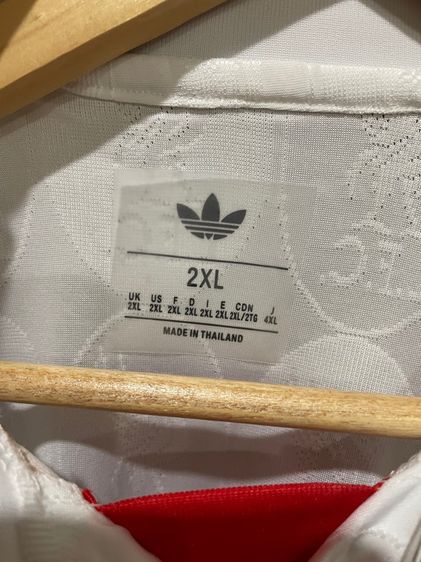 2XL
UK US F D I E CDN J
2XL 2XL 2XL 2XL 2XL 2XL 2XL/2TG 4XL
MADE IN THAILAND